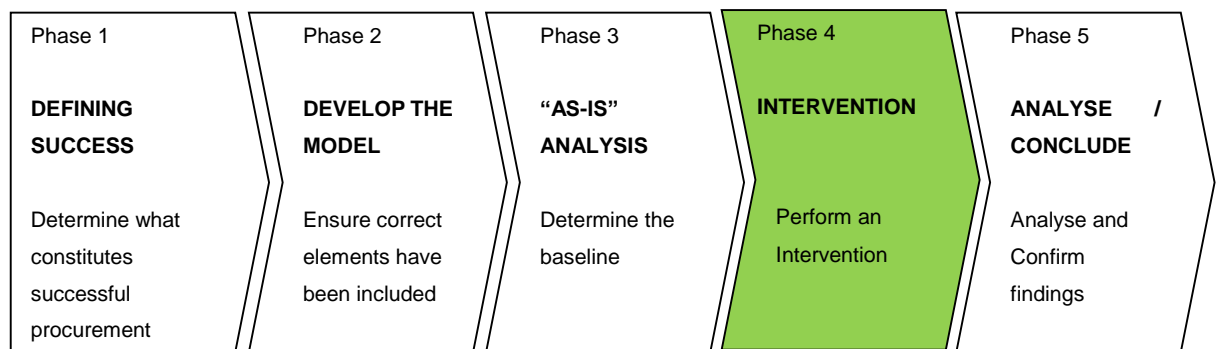 Phase 1
DEFINING
SUCCESS
Determine what
constitutes
successful
procurement
Phase 2
DEVELOP THE
MODEL
Ensure correct
elements have
been included
Phase 3
“AS-IS”
ANALYSIS
Determine the
baseline
Phase 4
INTERVENTION
Perform an
Intervention
Phase 5
ANALYSE /
CONCLUDE
Analyse and
Confirm
findings